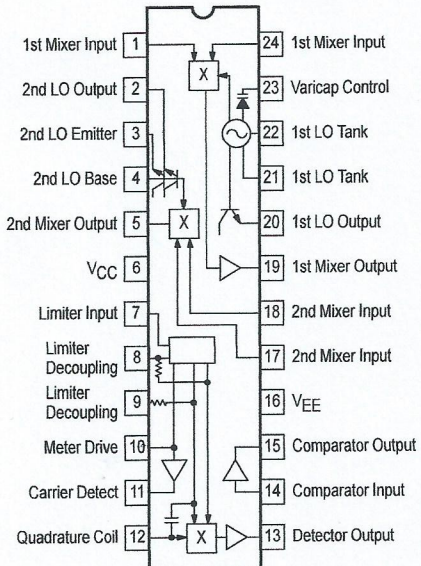 1st Mixer Input 1
2nd LO Output 2
2nd LO Emitter 3
2nd LO Base 4
2nd Mixer Output 5
VCC 6
Limiter Input 7
Limiter
Decoupling 8
Limiter
Decoupling 9
Meter Drive 10
Carrier Detect 11
Quadrature Coil 12
X
X
X
24 1st Mixer Input
23 Varicap Control
22 1st LO Tank
21 1st LO Tank
20 1st LO Output
19 1st Mixer Output
18 2nd Mixer Input
17 2nd Mixer Input
16 VEE
15 Comparator Output
14 Comparator Input
13 Detector Output